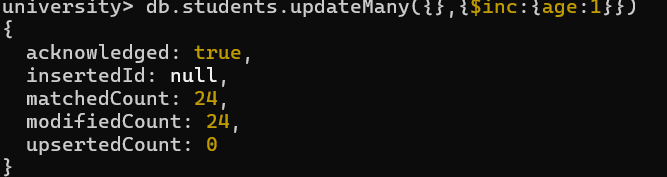 university> db.students.updateMany({},{$inc:{age:1}})
{
  acknowledged: true,
  insertedId: null,
  matchedCount: 24,
  modifiedCount: 24,
  upsertedCount: 0
}